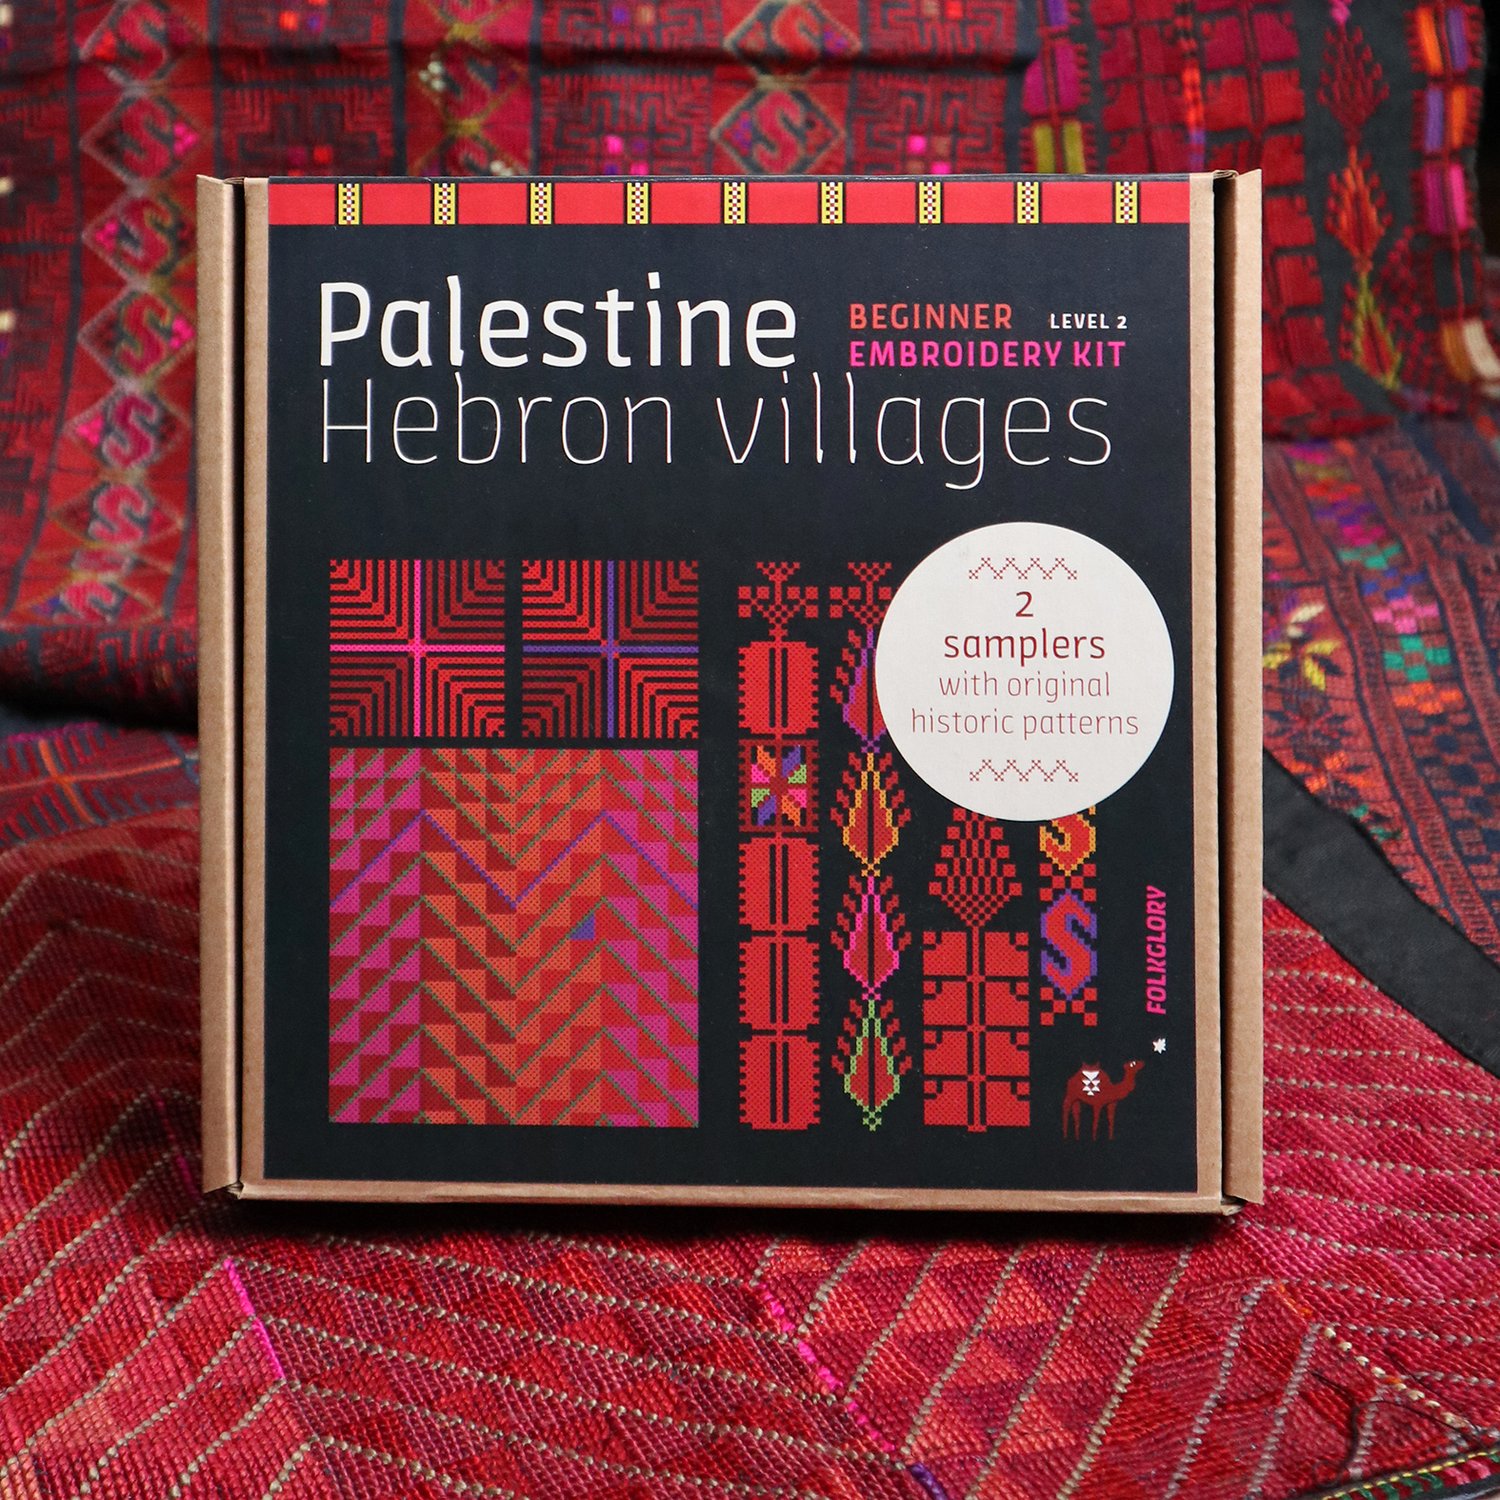 Palestine
BEGINNER LEVEL 2
EMBROIDERY KIT
Hebron villages
2
samplers
with original
historic patterns
FOLKGLORY